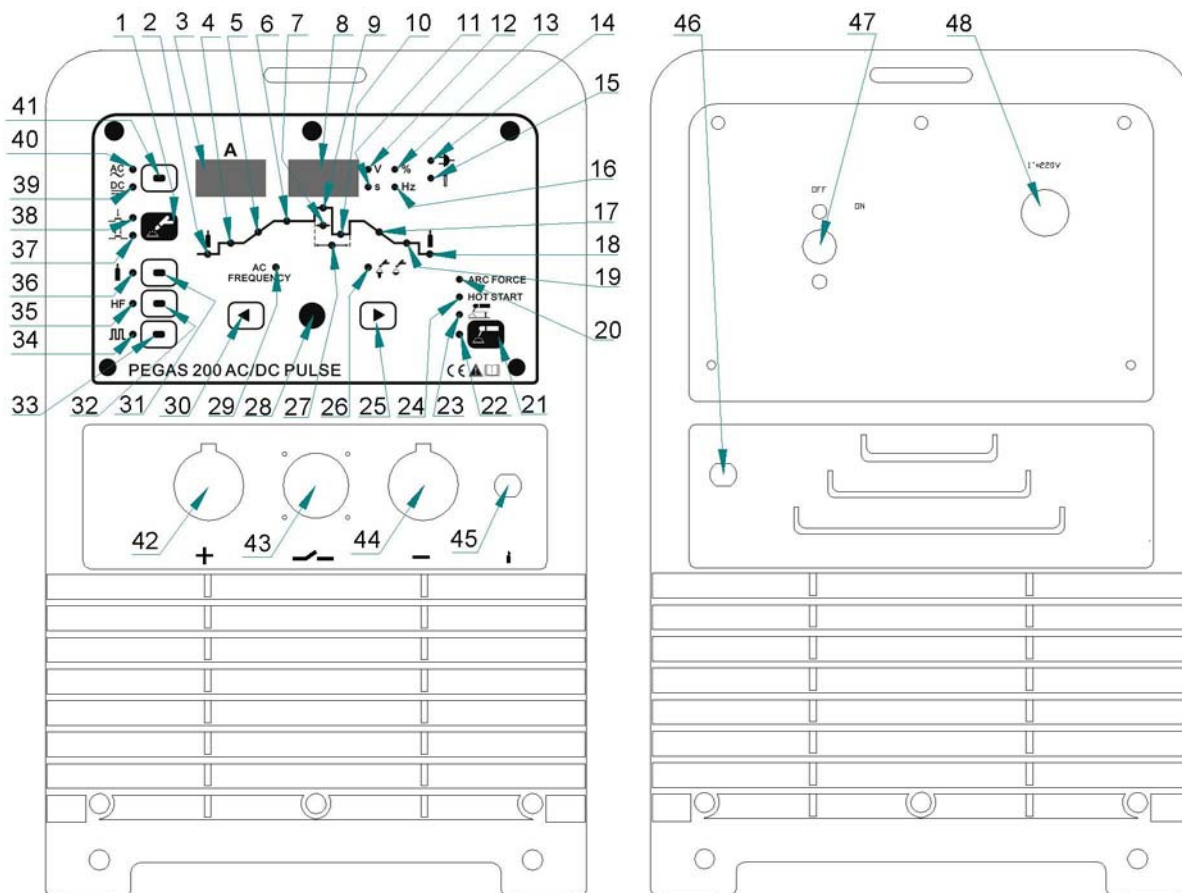 1 2 3 4 5 6 7 8 9 10 11 12 13 14
15
16
17
18
19
20
41
40
39
38
37
36
35
34
A
AC
DC
V %
s Hz
AC
FREQUENCY
HF
ARC FORCE
HOT START
PEGAS 200 AC/DC PULSE
CE
33 32 31 30 29 28 27 26 25 24 23 22 21
42 43 44 45
+ −
46 47 48
OFF
ON
1~220V